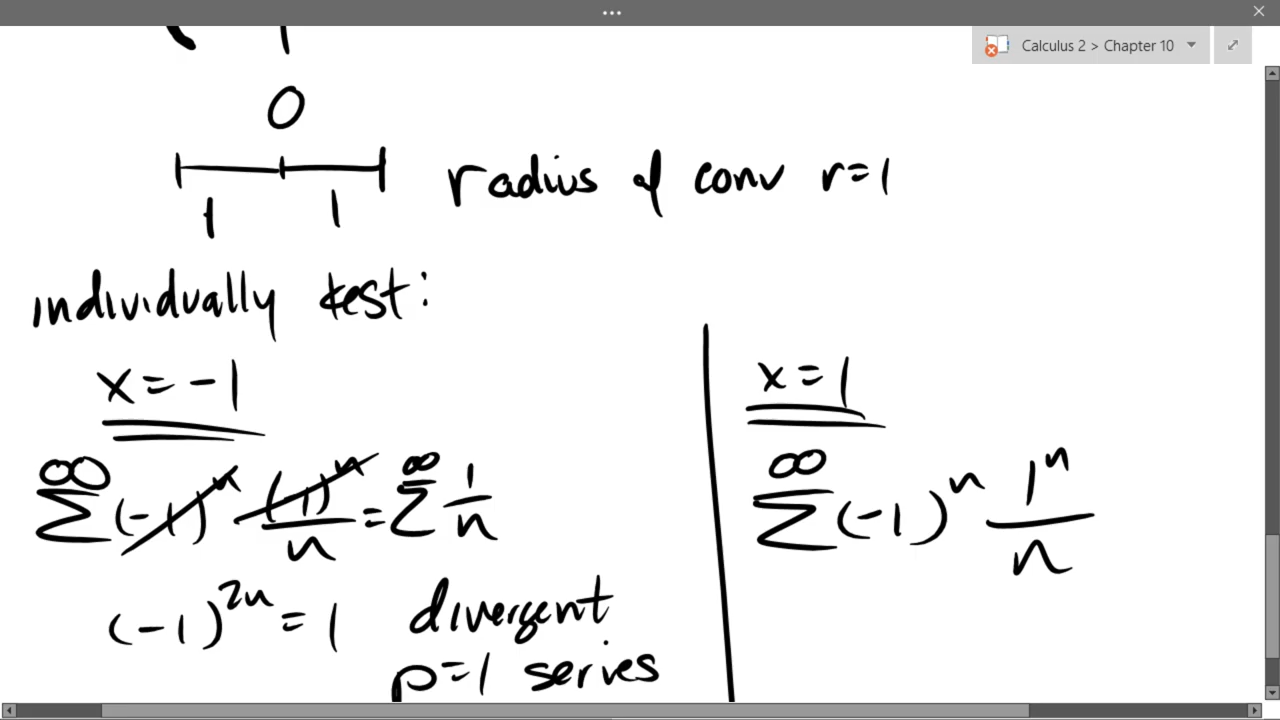 Calculus 2 > Chapter 10
0
1 1
radius of conv r=1
individually test:
x = -1
∞ ∑ (-1)^n (-1)^n / n = ∞ ∑ 1/n
(-1)^2n = 1 divergent
p=1 series
x = 1
∞ ∑ (-1)^n 1^n / n